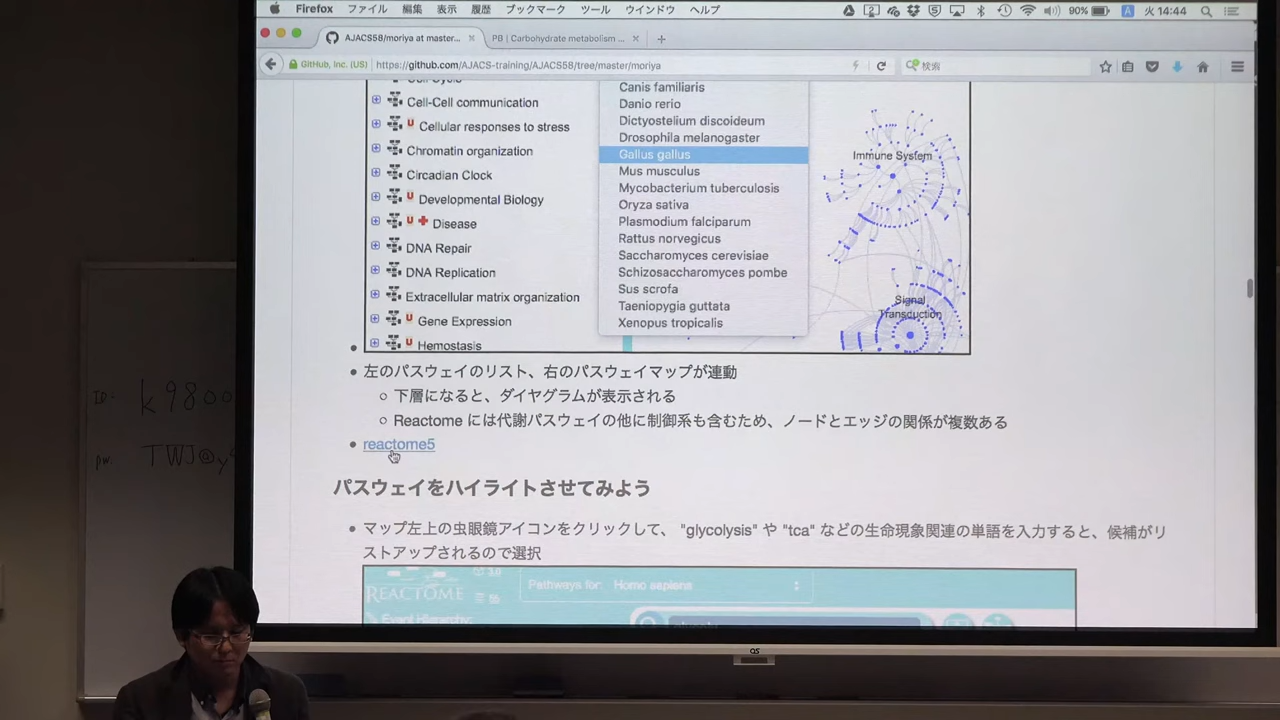 Firefox ファイル 編集 表示 履歴 ブックマーク ツール ウインドウ ヘルプ 90% A 火 14:44
AJACS58/moriya at master... × PB | Carbohydrate metabolism ... × +
GitHub, Inc. (US) https://github.com/AJACS-training/AJACS58/tree/master/moriya 検索
Cell Cycle
Cell-Cell communication
Cellular responses to stress
Chromatin organization
Circadian Clock
Developmental Biology
Disease
DNA Repair
DNA Replication
Extracellular matrix organization
Gene Expression
Hemostasis
Canis familiaris
Danio rerio
Dictyostelium discoideum
Drosophila melanogaster
Gallus gallus
Mus musculus
Mycobacterium tuberculosis
Oryza sativa
Plasmodium falciparum
Rattus norvegicus
Saccharomyces cerevisiae
Schizosaccharomyces pombe
Sus scrofa
Taeniopygia guttata
Xenopus tropicalis
Immune System
Signal
Transduction
左のパスウェイのリスト、右のパスウェイマップが連動
下層になると、ダイヤグラムが表示される
Reactome には代謝パスウェイの他に制御系も含むため、ノードとエッジの関係が複数ある
reactome5
パスウェイをハイライトさせてみよう
マップ左上の虫眼鏡アイコンをクリックして、 "glycolysis" や "tca" などの生命現象関連の単語を入力すると、候補がリ
ストアップされるので選択
REACTOME 3.0 56 Pathways for: Homo sapiens
Event Hierarchy:
ID: k9800
pw: TWJ@y